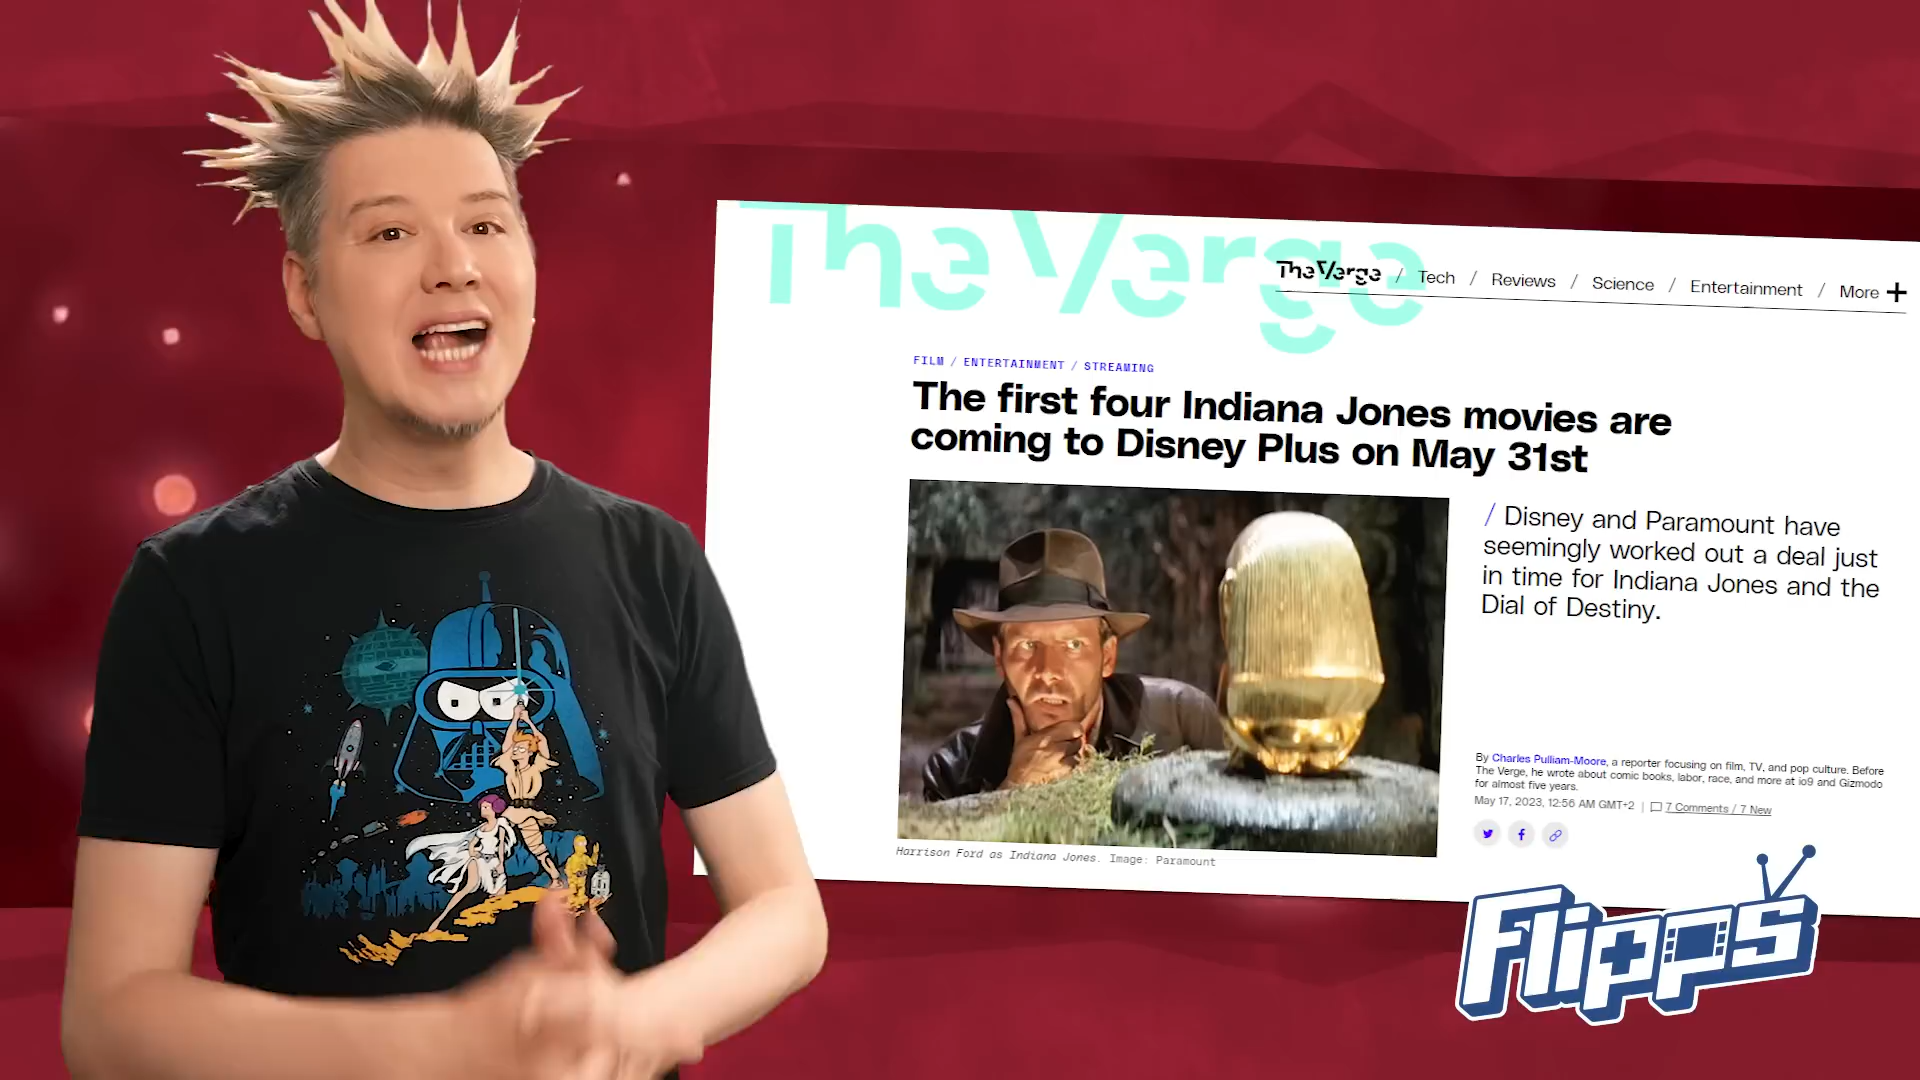 The Verge
The Verge / Tech / Reviews / Science / Entertainment / More +
FILM / ENTERTAINMENT / STREAMING
The first four Indiana Jones movies are
coming to Disney Plus on May 31st
/ Disney and Paramount have
seemingly worked out a deal just
in time for Indiana Jones and the
Dial of Destiny.
By Charles Pulliam-Moore, a reporter focusing on film, TV, and pop culture. Before
The Verge, he wrote about comic books, labor, race, and more at io9 and Gizmodo
for almost five years.
May 17, 2023, 12:56 AM GMT+2 | 7 Comments / 7 New
Harrison Ford as Indiana Jones. Image: Paramount
Flipps